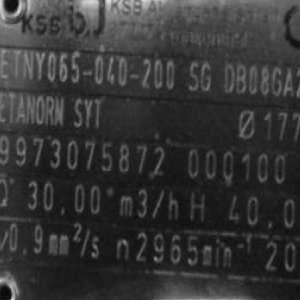 KSB b. KSB
ETNY065-040-200 SG DB08GA
ETANORM SYT Ø 177
9973075872 000100
Q 30,00 m3/h H 40,0
0,9mm²/s n2965min⁻¹ 20